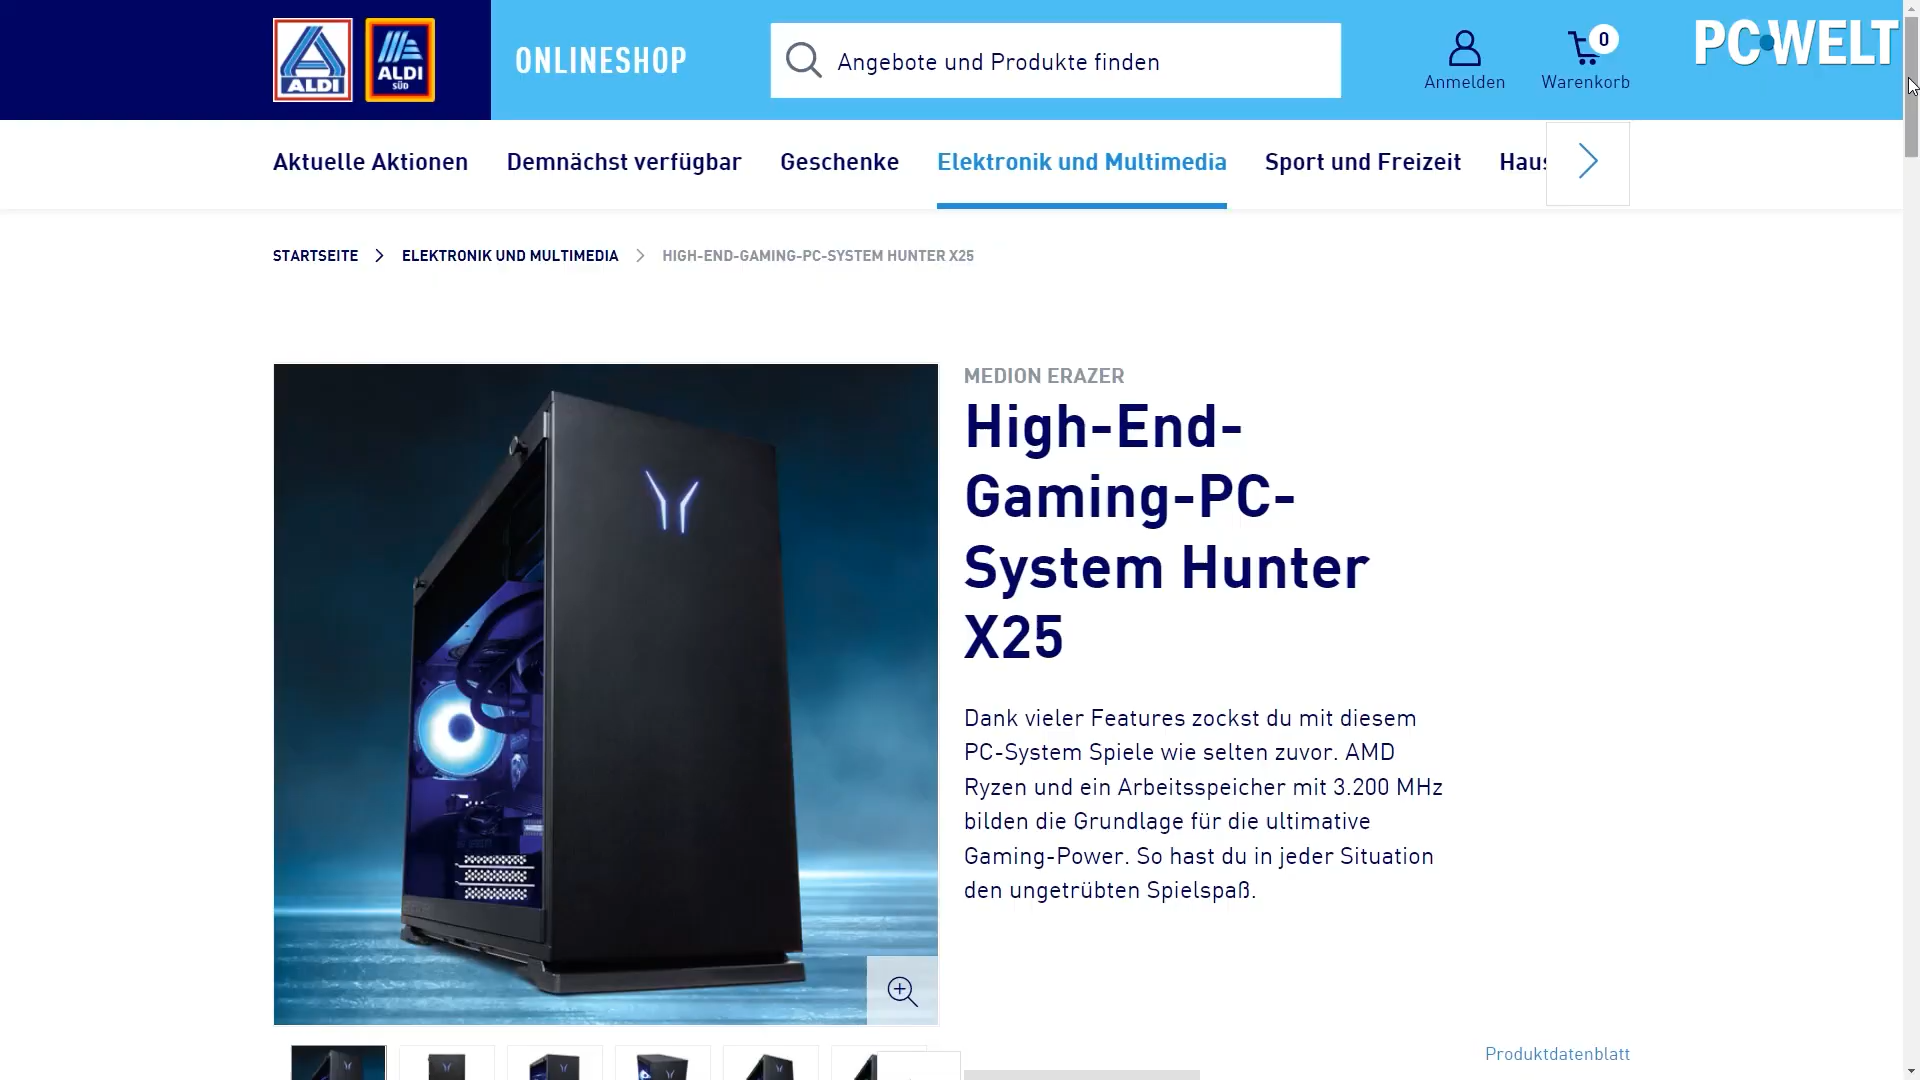 ALDI
ALDI
SÜD
ONLINESHOP
Angebote und Produkte finden
Anmelden
0
Warenkorb
PC WELT
Aktuelle Aktionen
Demnächst verfügbar
Geschenke
Elektronik und Multimedia
Sport und Freizeit
Haus
STARTSEITE
ELEKTRONIK UND MULTIMEDIA
HIGH-END-GAMING-PC-SYSTEM HUNTER X25
MEDION ERAZER
High-End-
Gaming-PC-
System Hunter
X25
Dank vieler Features zockst du mit diesem
PC-System Spiele wie selten zuvor. AMD
Ryzen und ein Arbeitsspeicher mit 3.200 MHz
bilden die Grundlage für die ultimative
Gaming-Power. So hast du in jeder Situation
den ungetrübten Spielspaß.
Produktdatenblatt